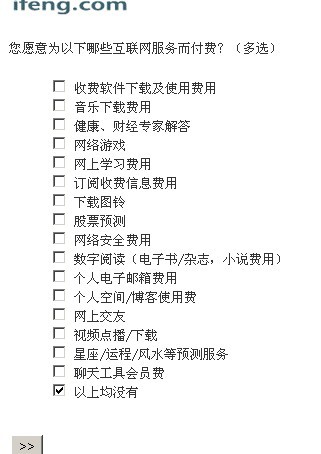 ifeng.com
您愿意为以下哪些互联网服务而付费？（多选）
收费软件下载及使用费用
音乐下载费用
健康、财经专家解答
网络游戏
网上学习费用
订阅收费信息费用
下载图铃
股票预测
网络安全费用
数字阅读（电子书/杂志，小说费用）
个人电子邮箱费用
个人空间/博客使用费
网上交友
视频点播/下载
星座/运程/风水等预测服务
聊天工具会员费
以上均没有
>>